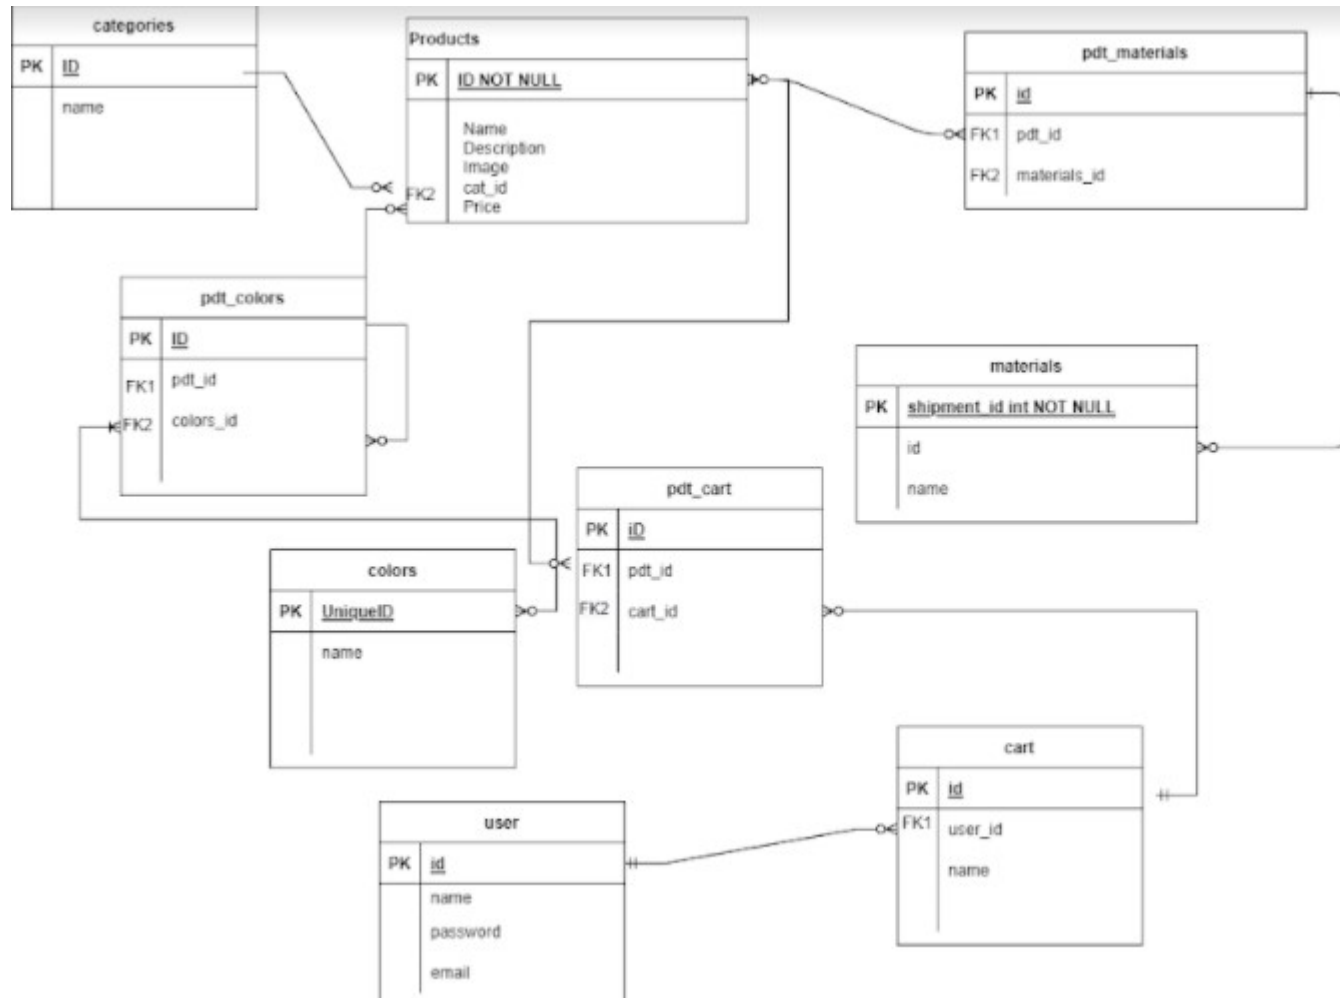 categories
PK ID
name
Products
PK ID NOT NULL
Name
Description
Image
FK2 cat_id
Price
pdt_materials
PK id
FK1 pdt_id
FK2 materials_id
pdt_colors
PK ID
FK1 pdt_id
FK2 colors_id
materials
PK shipment_id int NOT NULL
id
name
pdt_cart
PK iD
FK1 pdt_id
FK2 cart_id
colors
PK UniqueID
name
cart
PK id
FK1 user_id
name
user
PK id
name
password
email